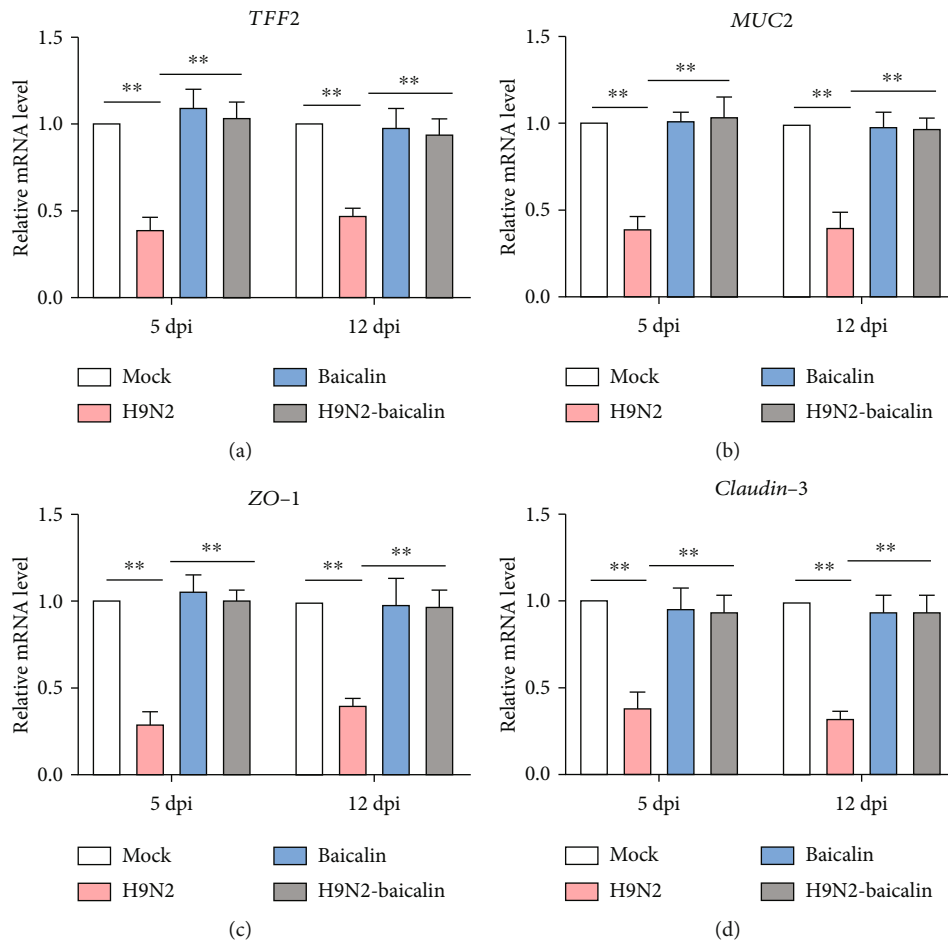 TFF2
1.5
1.0
0.5
0.0
Relative mRNA level
** ** ** **
5 dpi 12 dpi
Mock Baicalin
H9N2 H9N2-baicalin
(a)
MUC2
1.5
1.0
0.5
0.0
Relative mRNA level
** ** ** **
5 dpi 12 dpi
Mock Baicalin
H9N2 H9N2-baicalin
(b)
ZO–1
1.5
1.0
0.5
0.0
Relative mRNA level
** ** ** **
5 dpi 12 dpi
Mock Baicalin
H9N2 H9N2-baicalin
(c)
Claudin–3
1.5
1.0
0.5
0.0
Relative mRNA level
** ** ** **
5 dpi 12 dpi
Mock Baicalin
H9N2 H9N2-baicalin
(d)